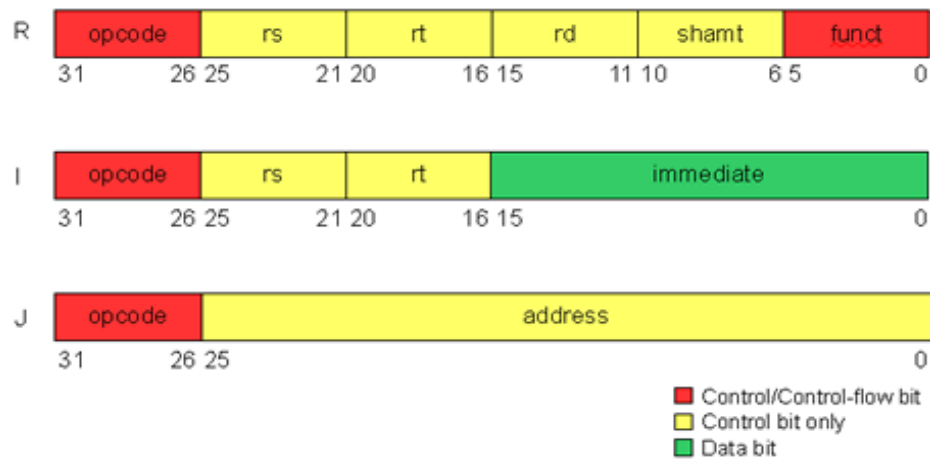 R opcode rs rt rd shamt funct
31 26 25 21 20 16 15 11 10 6 5 0
I opcode rs rt immediate
31 26 25 21 20 16 15 0
J opcode address
31 26 25 0
Control/Control-flow bit
Control bit only
Data bit